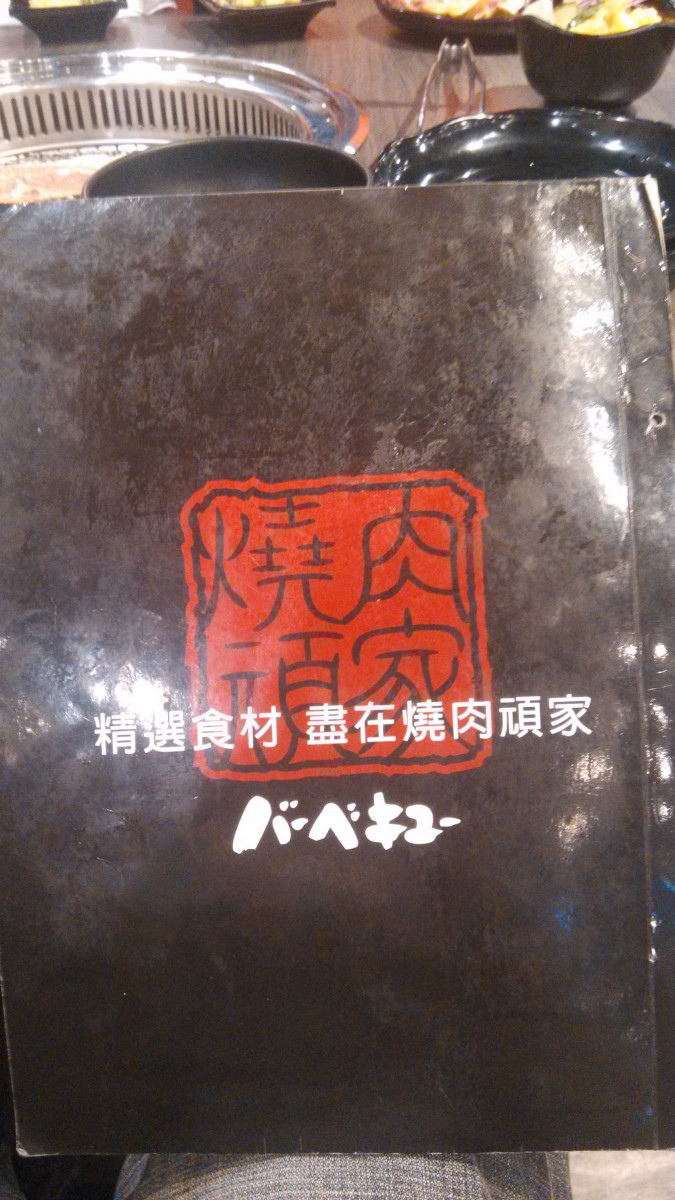 燒肉
頑家
精選食材 盡在燒肉頑家
バーベキュー